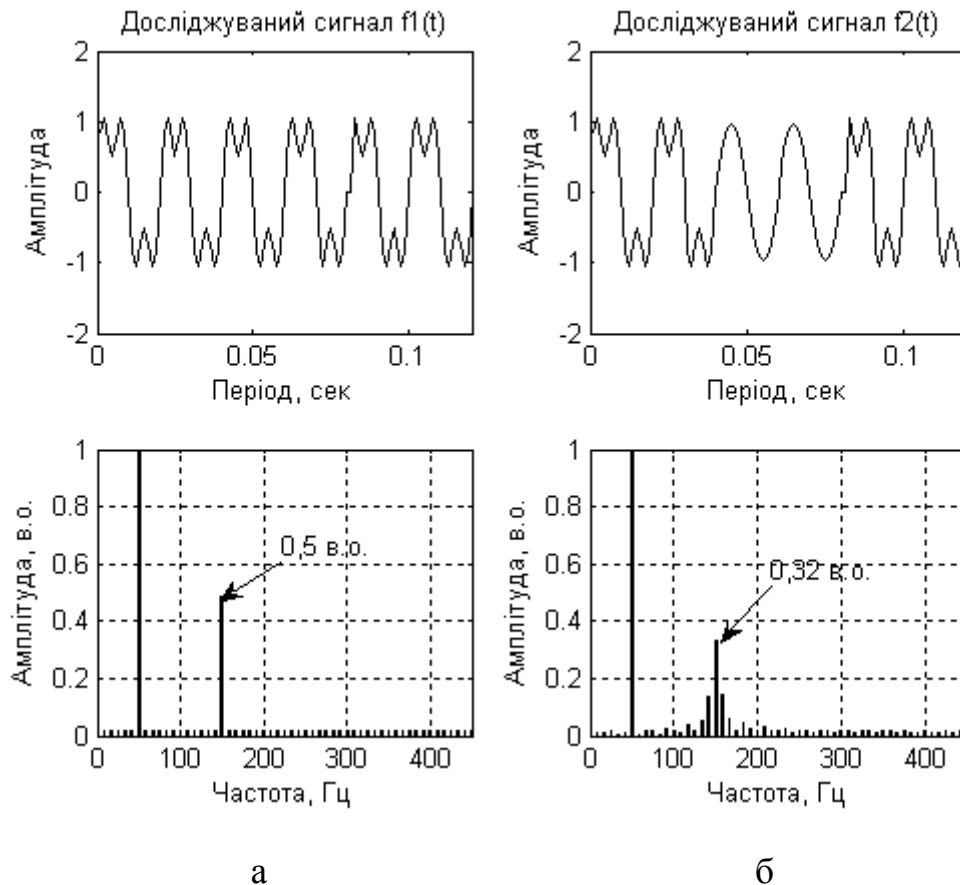 Досліджуваний сигнал f1(t)
2
1
0
-1
-2
Амплітуда
0
0.05
0.1
Період, сек
Досліджуваний сигнал f2(t)
2
1
0
-1
-2
Амплітуда
0
0.05
0.1
Період, сек
1
0.8
0.6
0.4
0.2
0
Амплітуда, в.о.
0,5 в.о.
0
100
200
300
400
Частота, Гц
1
0.8
0.6
0.4
0.2
0
Амплітуда, в.о.
0,32 в.о.
0
100
200
300
400
Частота, Гц
а
б